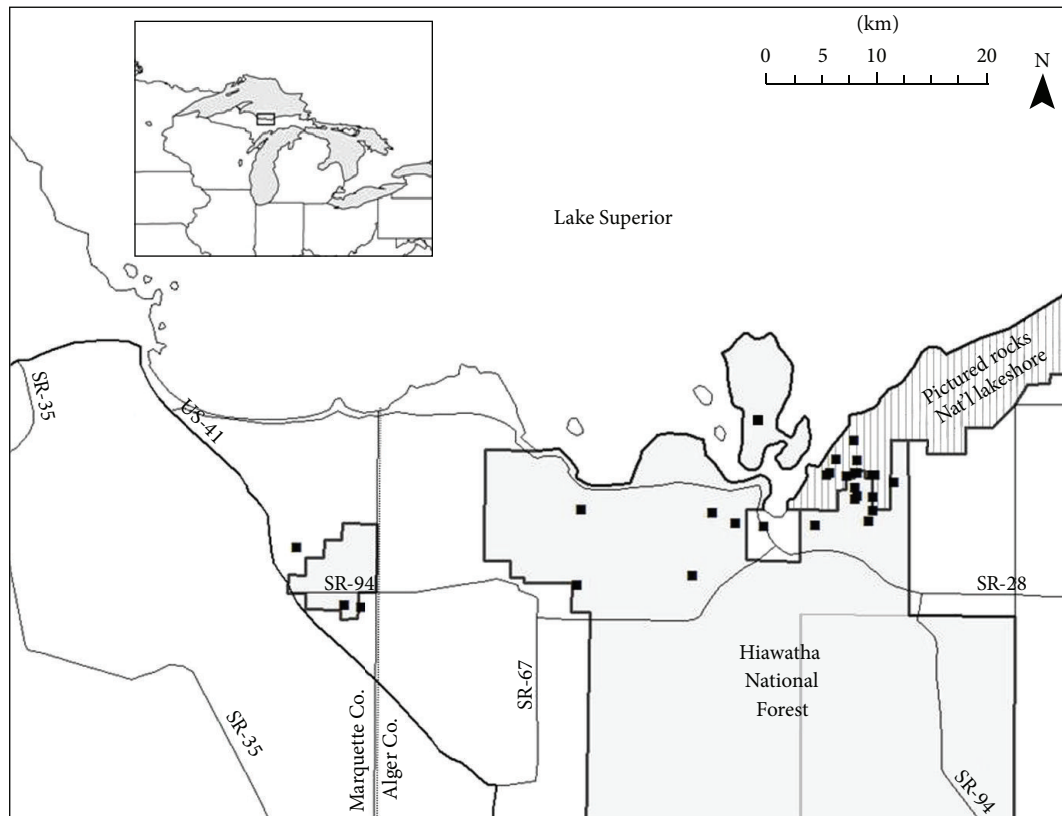 (km)
0 5 10 20
N
Lake Superior
Pictured rocks
Nat'l lakeshore
SR-35
US-41
SR-94
SR-28
Hiawatha
National
Forest
SR-67
Marquette Co.
Alger Co.
SR-35
SR-94